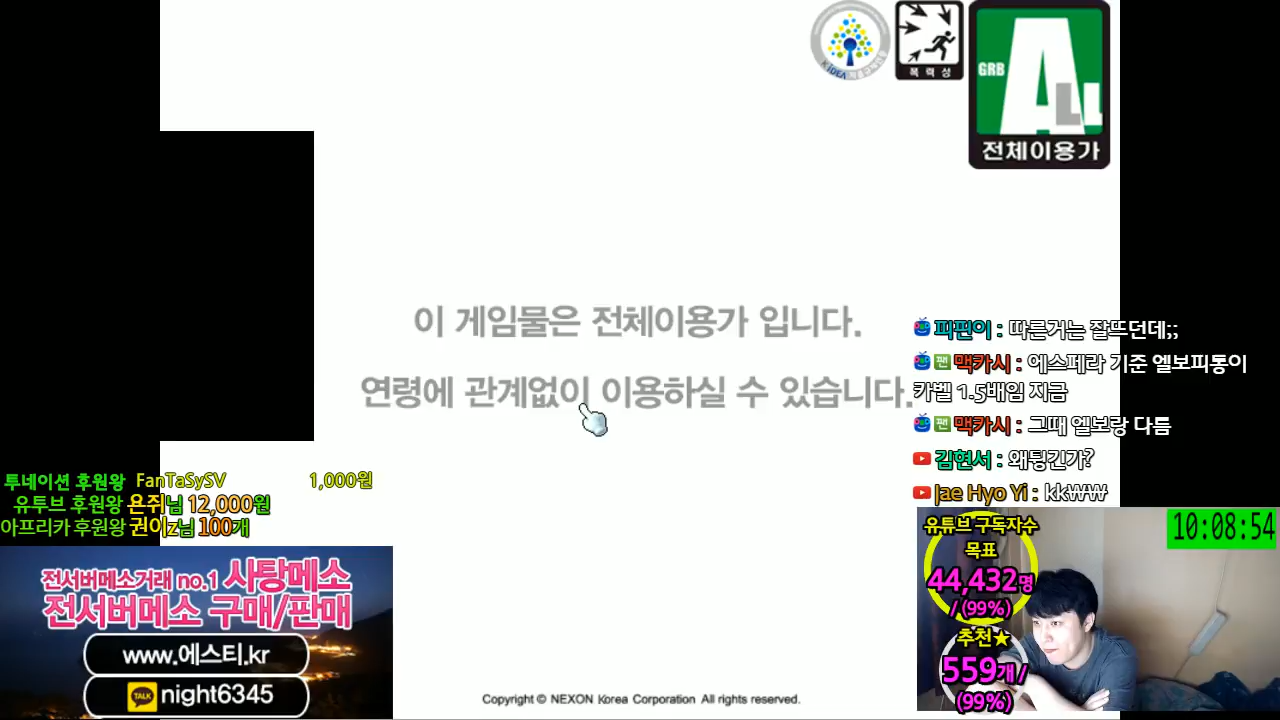 폭력성
GRB
ALL
전체이용가
이 게임물은 전체이용가 입니다.
연령에 관계없이 이용하실 수 있습니다.
피핀이 : 따른거는 잘뜨던데;;
팬 맥카시 : 에스페라 기준 엘보피통이
카벨 1.5배임 지금
팬 맥카시 : 그때 엘보랑 다름
김현서 : 왜튕긴가?
Jae Hyo Yi : kk₩₩
투네이션 후원왕 FanTaSySV 1,000원
유튜브 후원왕 욘쥐님 12,000원
아프리카 후원왕 권이z님 100개
전서버메소거래 no.1 사탕메소
전서버메소 구매/판매
www.에스티.kr
TALK night6345
유튜브 구독자수
목표
44,432명
/ (99%)
추천★
559개 /
(99%)
10:08:54
Copyright © NEXON Korea Corporation All rights reserved.